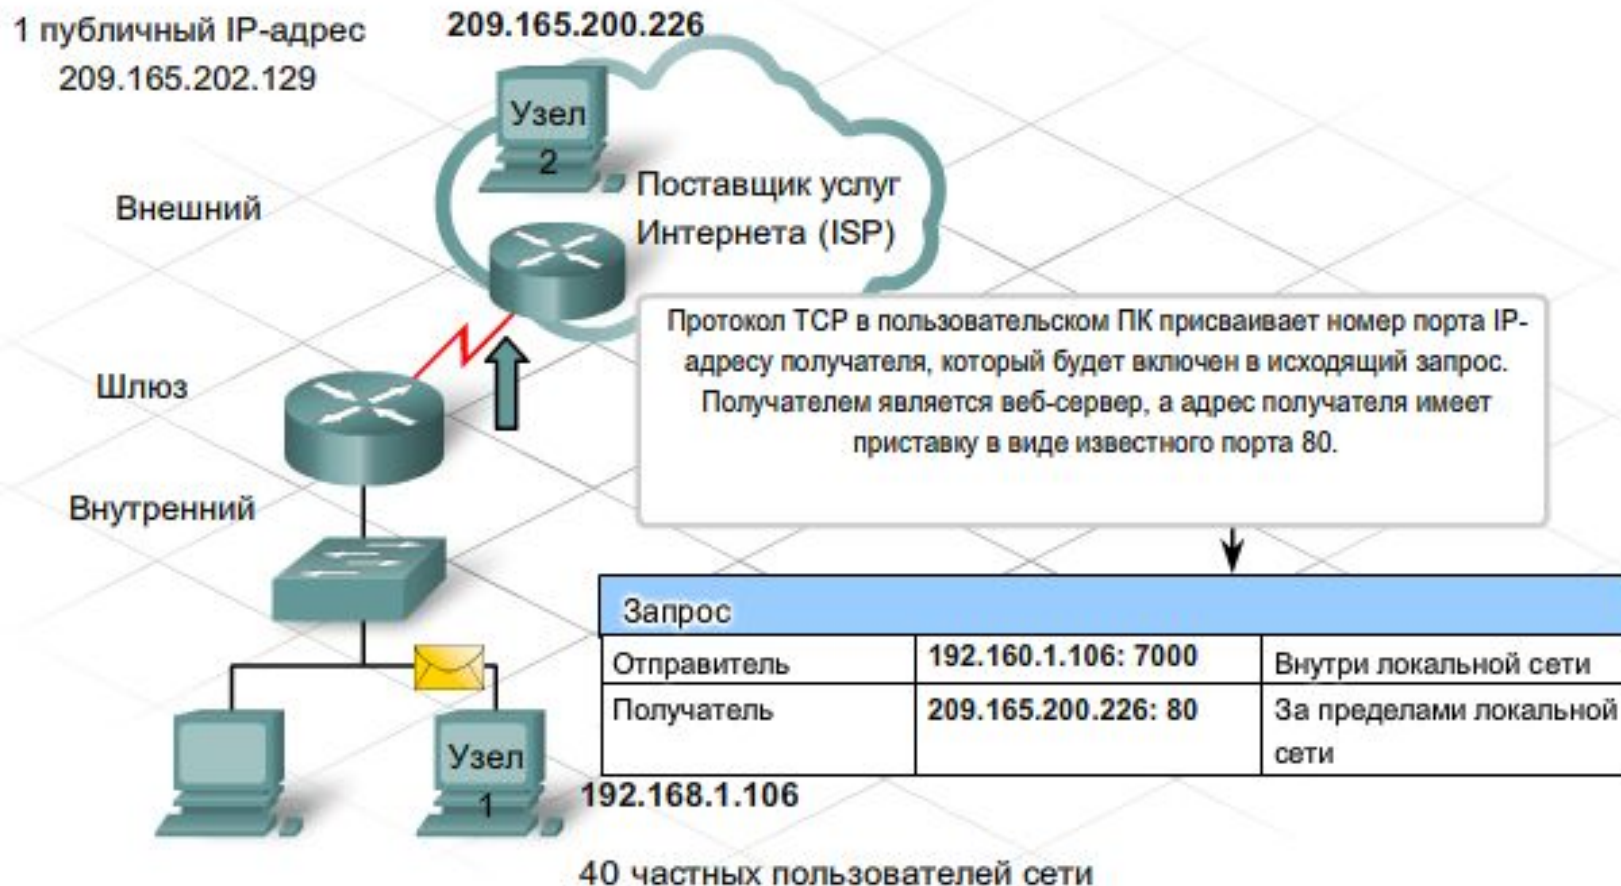 1 публичный IP-адрес
209.165.202.129
209.165.200.226
Узел
2
Поставщик услуг
Интернета (ISP)
Внешний
Протокол TCP в пользовательском ПК присваивает номер порта IP-
адресу получателя, который будет включен в исходящий запрос.
Получателем является веб-сервер, а адрес получателя имеет
приставку в виде известного порта 80.
Шлюз
Внутренний
Запрос
Отправитель 192.160.1.106: 7000 Внутри локальной сети
Получатель 209.165.200.226: 80 За пределами локальной
сети
Узел
1
192.168.1.106
40 частных пользователей сети